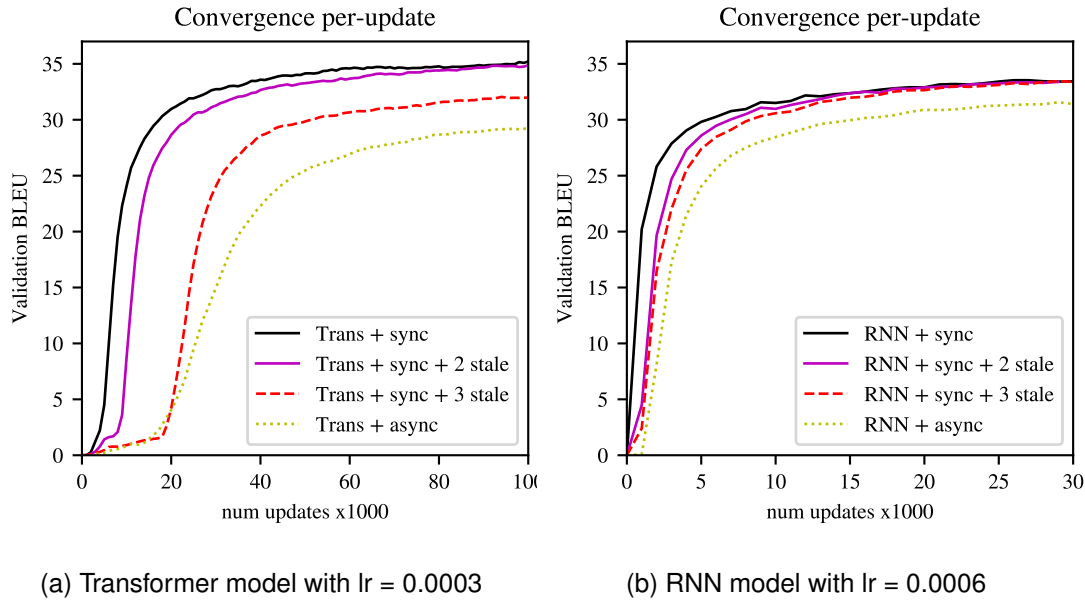 Convergence per-update
Validation BLEU
35
30
25
20
15
10
5
0
Trans + sync
Trans + sync + 2 stale
Trans + sync + 3 stale
Trans + async
0 20 40 60 80 100
num updates x1000
(a) Transformer model with lr = 0.0003
Convergence per-update
Validation BLEU
35
30
25
20
15
10
5
0
RNN + sync
RNN + sync + 2 stale
RNN + sync + 3 stale
RNN + async
0 5 10 15 20 25 30
num updates x1000
(b) RNN model with lr = 0.0006